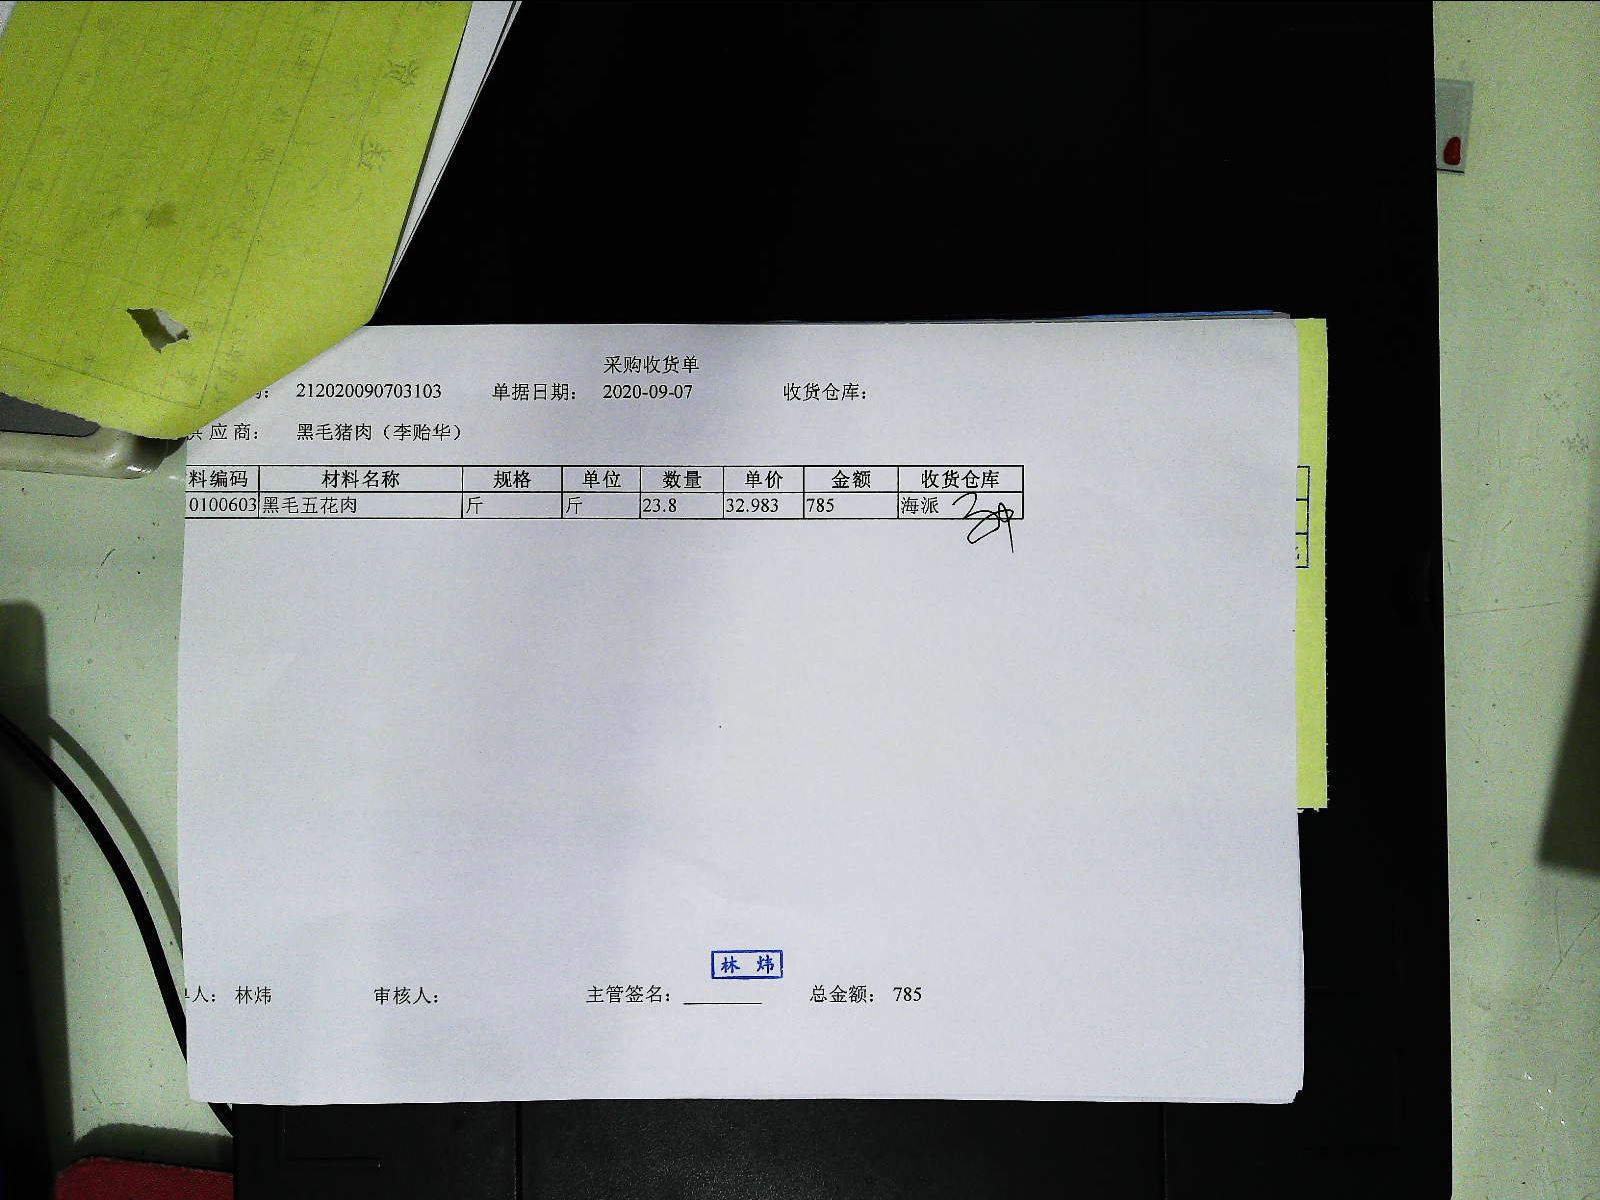 采购收货单
212020090703103 单据日期： 2020-09-07 收货仓库：
应商： 黑毛猪肉（李贻华）
料编码 材料名称 规格 单位 数量 单价 金额 收货仓库
0100603 黑毛五花肉 斤 斤 23.8 32.983 785 海派
林 炜
人： 林炜 审核人： 主管签名： 总金额： 785